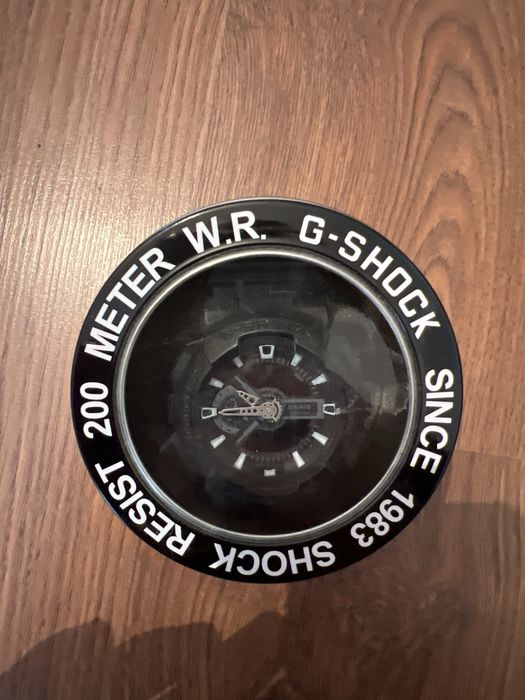 G-SHOCK SINCE 1983 SHOCK RESIST 200 METER W.R.
CASIO